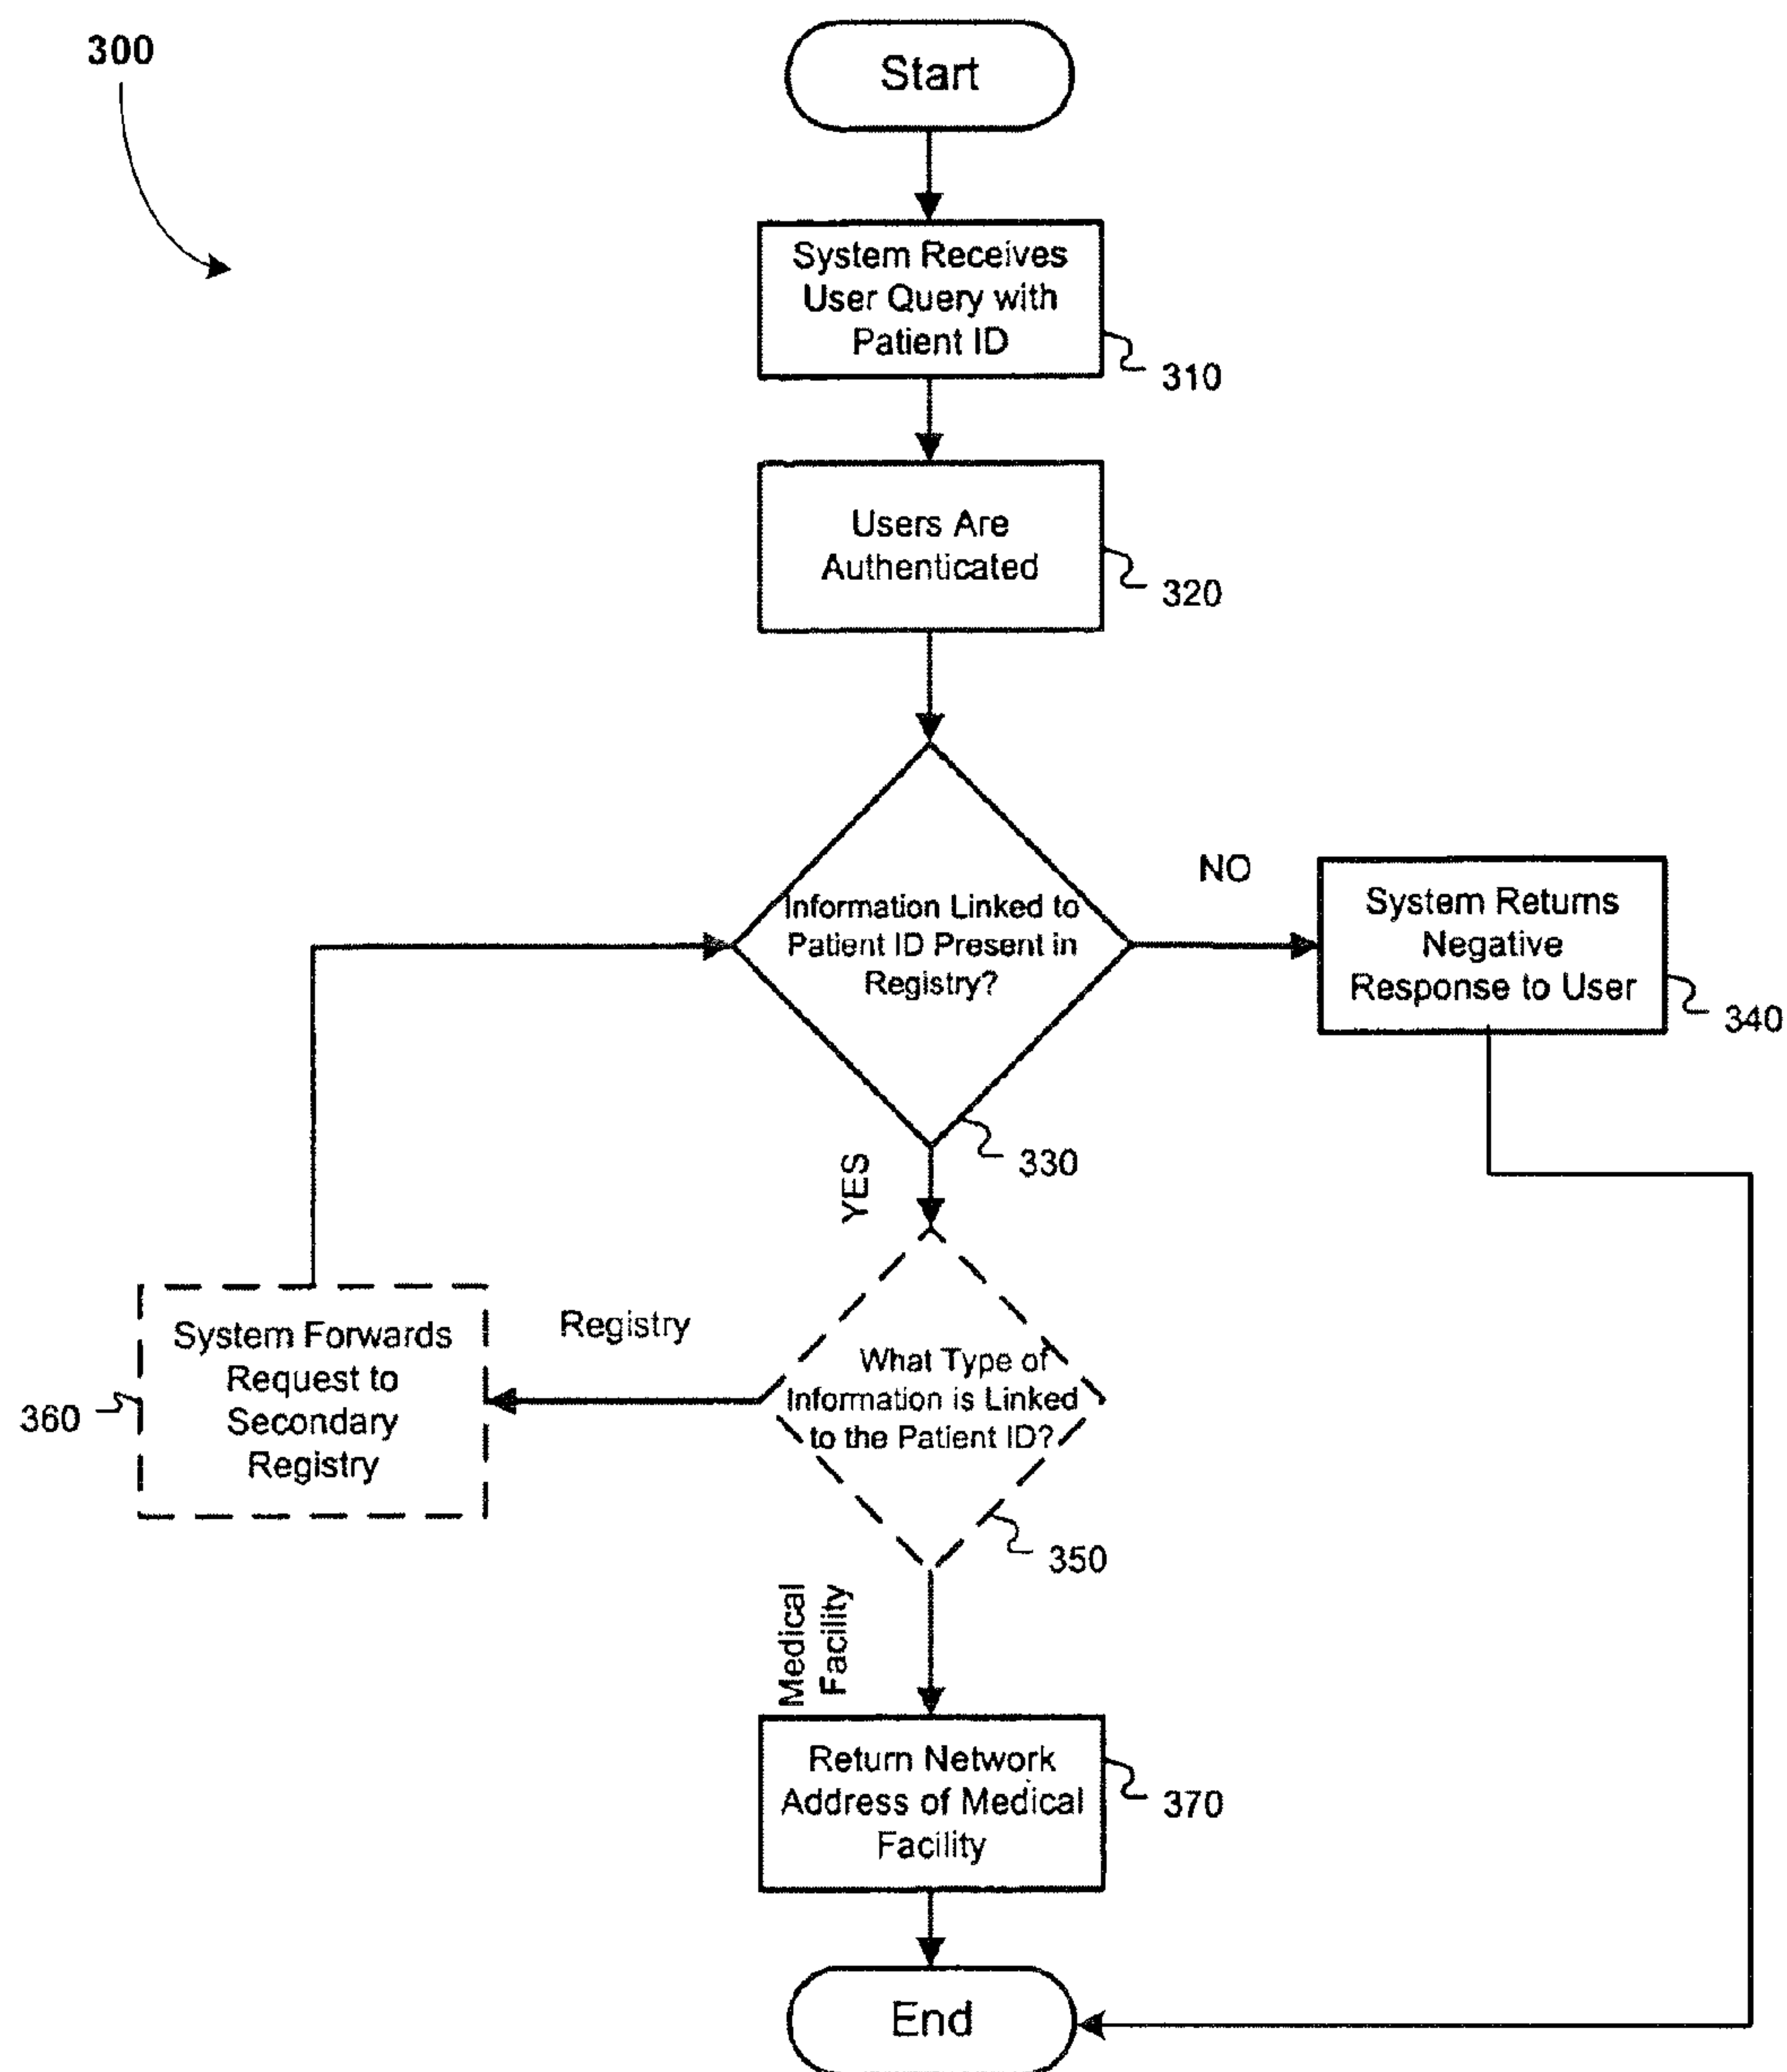 300
Start
System Receives
User Query with
Patient ID
310
Users Are
Authenticated
320
Information Linked to
Patient ID Present in
Registry?
330
NO
System Returns
Negative
Response to User
340
YES
What Type of
Information is Linked
to the Patient ID?
350
Registry
System Forwards
Request to
Secondary
Registry
360
Medical
Facility
Return Network
Address of Medical
Facility
370
End